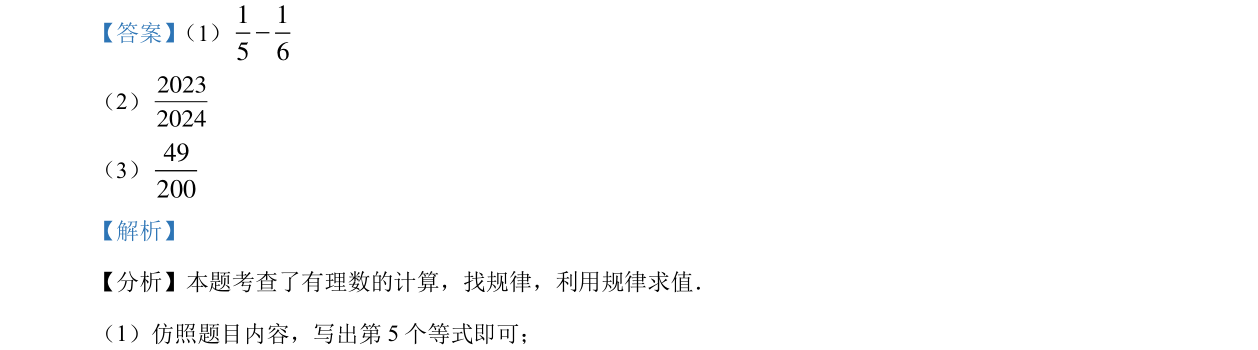 【答案】（1）1/5−1/6
（2）2023/2024
（3）49/200
【解析】
【分析】本题考查了有理数的计算，找规律，利用规律求值．
（1）仿照题目内容，写出第 5 个等式即可；